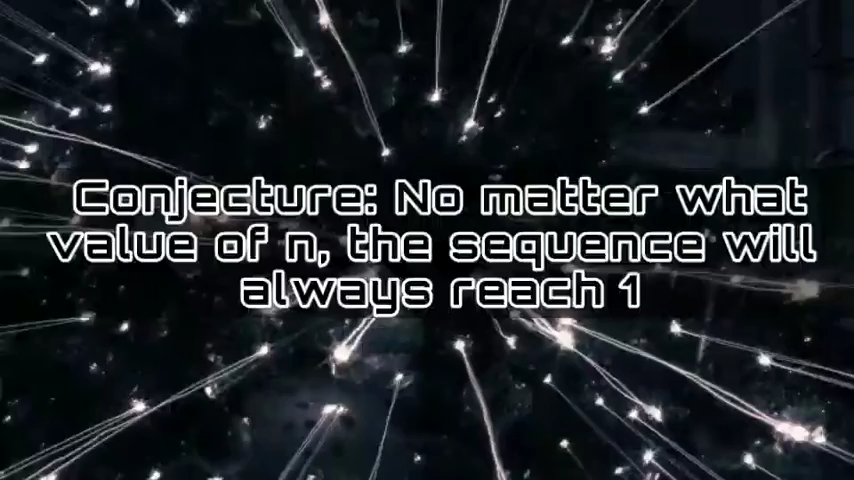 Conjecture: No matter what
value of n, the sequence will
always reach 1